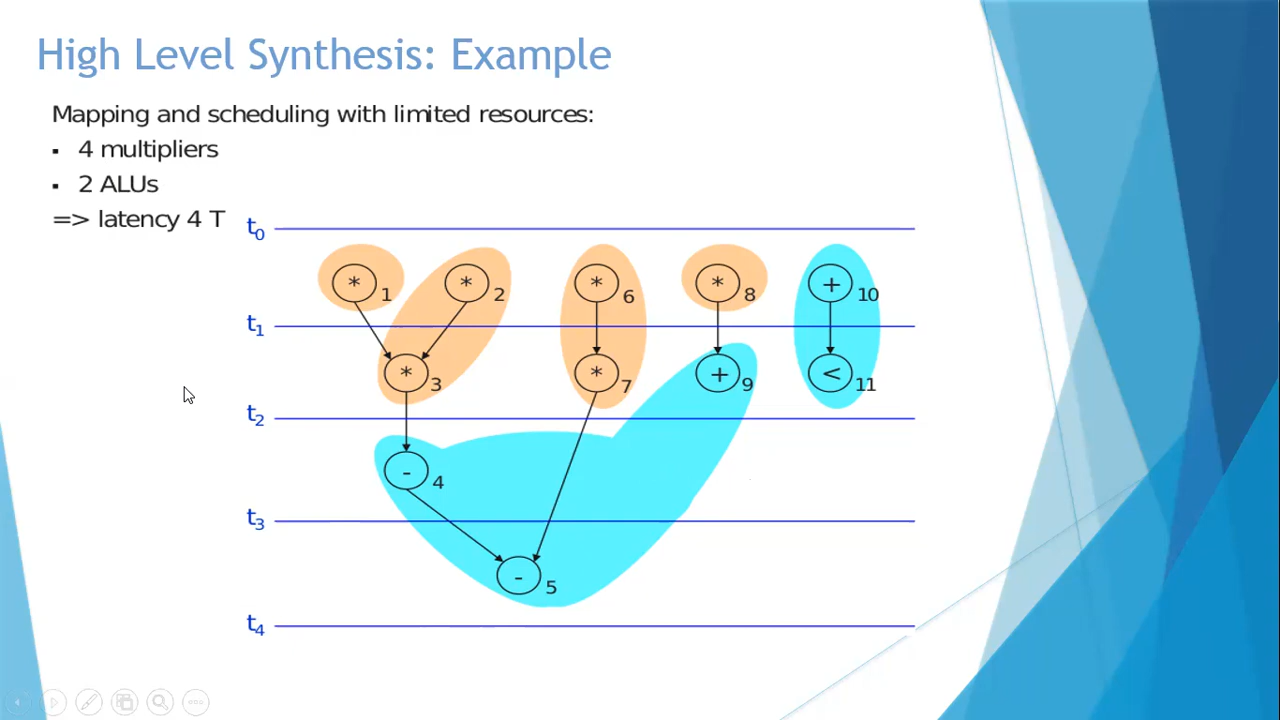 High Level Synthesis: Example
Mapping and scheduling with limited resources:
▪ 4 multipliers
▪ 2 ALUs
=> latency 4 T
t0
* 1
* 2
* 6
* 8
+ 10
t1
* 3
* 7
+ 9
< 11
t2
- 4
t3
- 5
t4